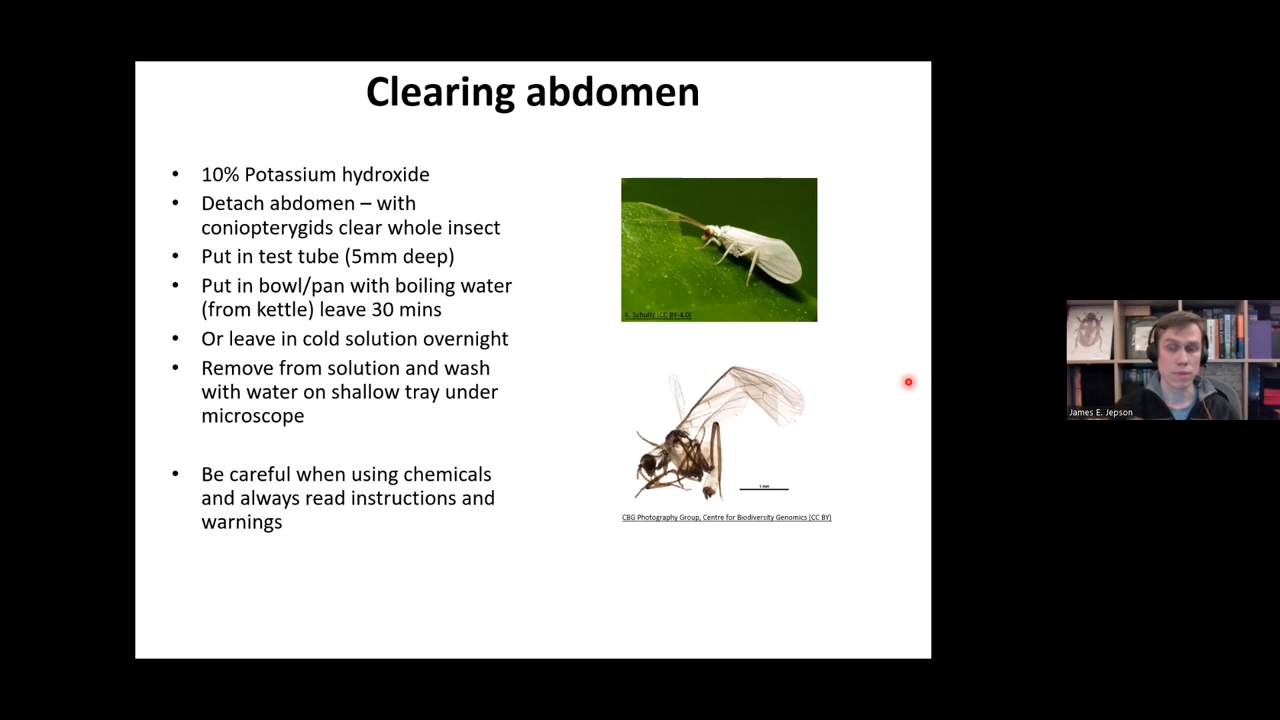 Clearing abdomen
• 10% Potassium hydroxide
• Detach abdomen – with
coniopterygids clear whole insect
• Put in test tube (5mm deep)
• Put in bowl/pan with boiling water
(from kettle) leave 30 mins
• Or leave in cold solution overnight
• Remove from solution and wash
with water on shallow tray under
microscope
• Be careful when using chemicals
and always read instructions and
warnings
K. Schultz (CC BY-4.0)
1 mm
CBG Photography Group, Centre for Biodiversity Genomics (CC BY)
James E. Jepson